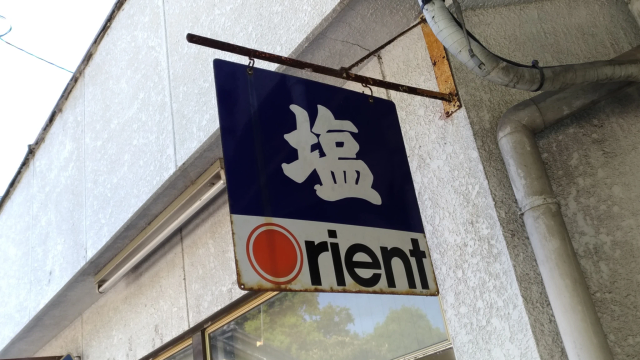 塩
Orient